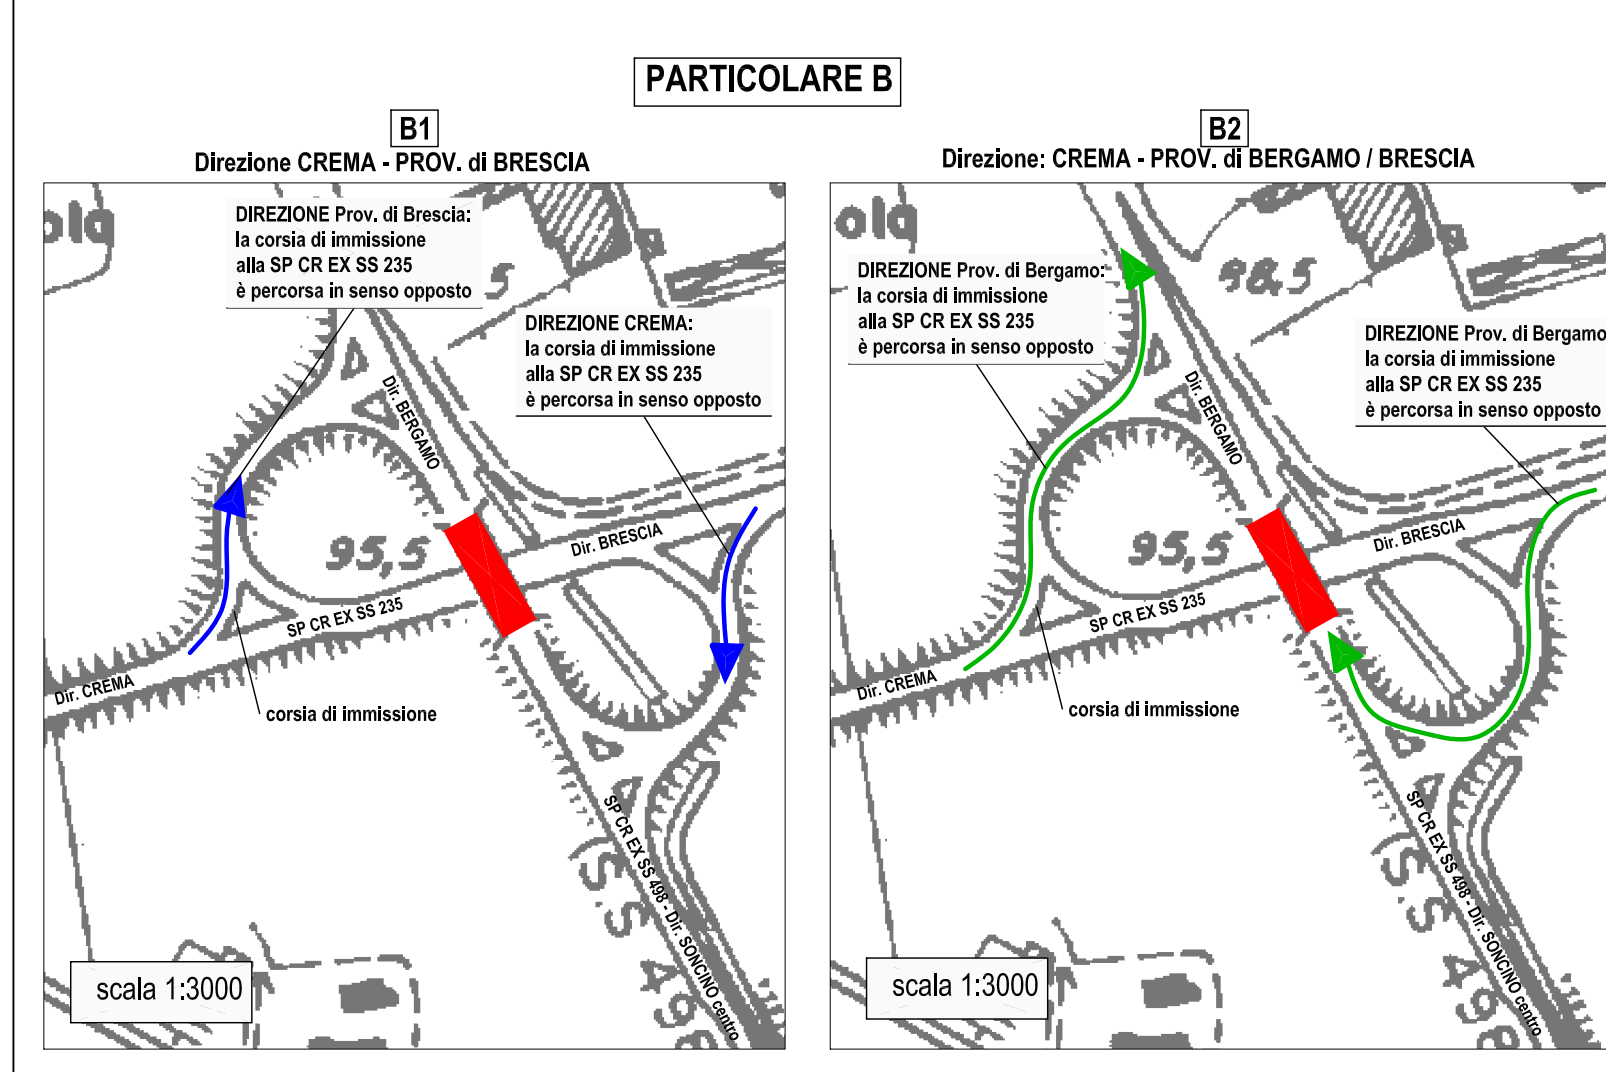 PARTICOLARE B
B1
Direzione CREMA - PROV. di BRESCIA
ola
DIREZIONE Prov. di Brescia:
la corsia di immissione
alla SP CR EX SS 235
è percorsa in senso opposto
5
DIREZIONE CREMA:
la corsia di immissione
alla SP CR EX SS 235
è percorsa in senso opposto
Dir. BERGAMO
95,5
Dir. BRESCIA
SP CR EX SS 235
Dir. CREMA
corsia di immissione
SP CR EX SS 498 - Dir. SONCINO centro
S.S. 498
scala 1:3000
B2
Direzione: CREMA - PROV. di BERGAMO / BRESCIA
ola
DIREZIONE Prov. di Bergamo:
la corsia di immissione
alla SP CR EX SS 235
è percorsa in senso opposto
98,5
DIREZIONE Prov. di Bergamo
la corsia di immissione
alla SP CR EX SS 235
è percorsa in senso opposto
Dir. BERGAMO
95,5
Dir. BRESCIA
SP CR EX SS 235
Dir. CREMA
corsia di immissione
SP CR EX SS 498 - Dir. SONCINO centro
S.S. 498
scala 1:3000